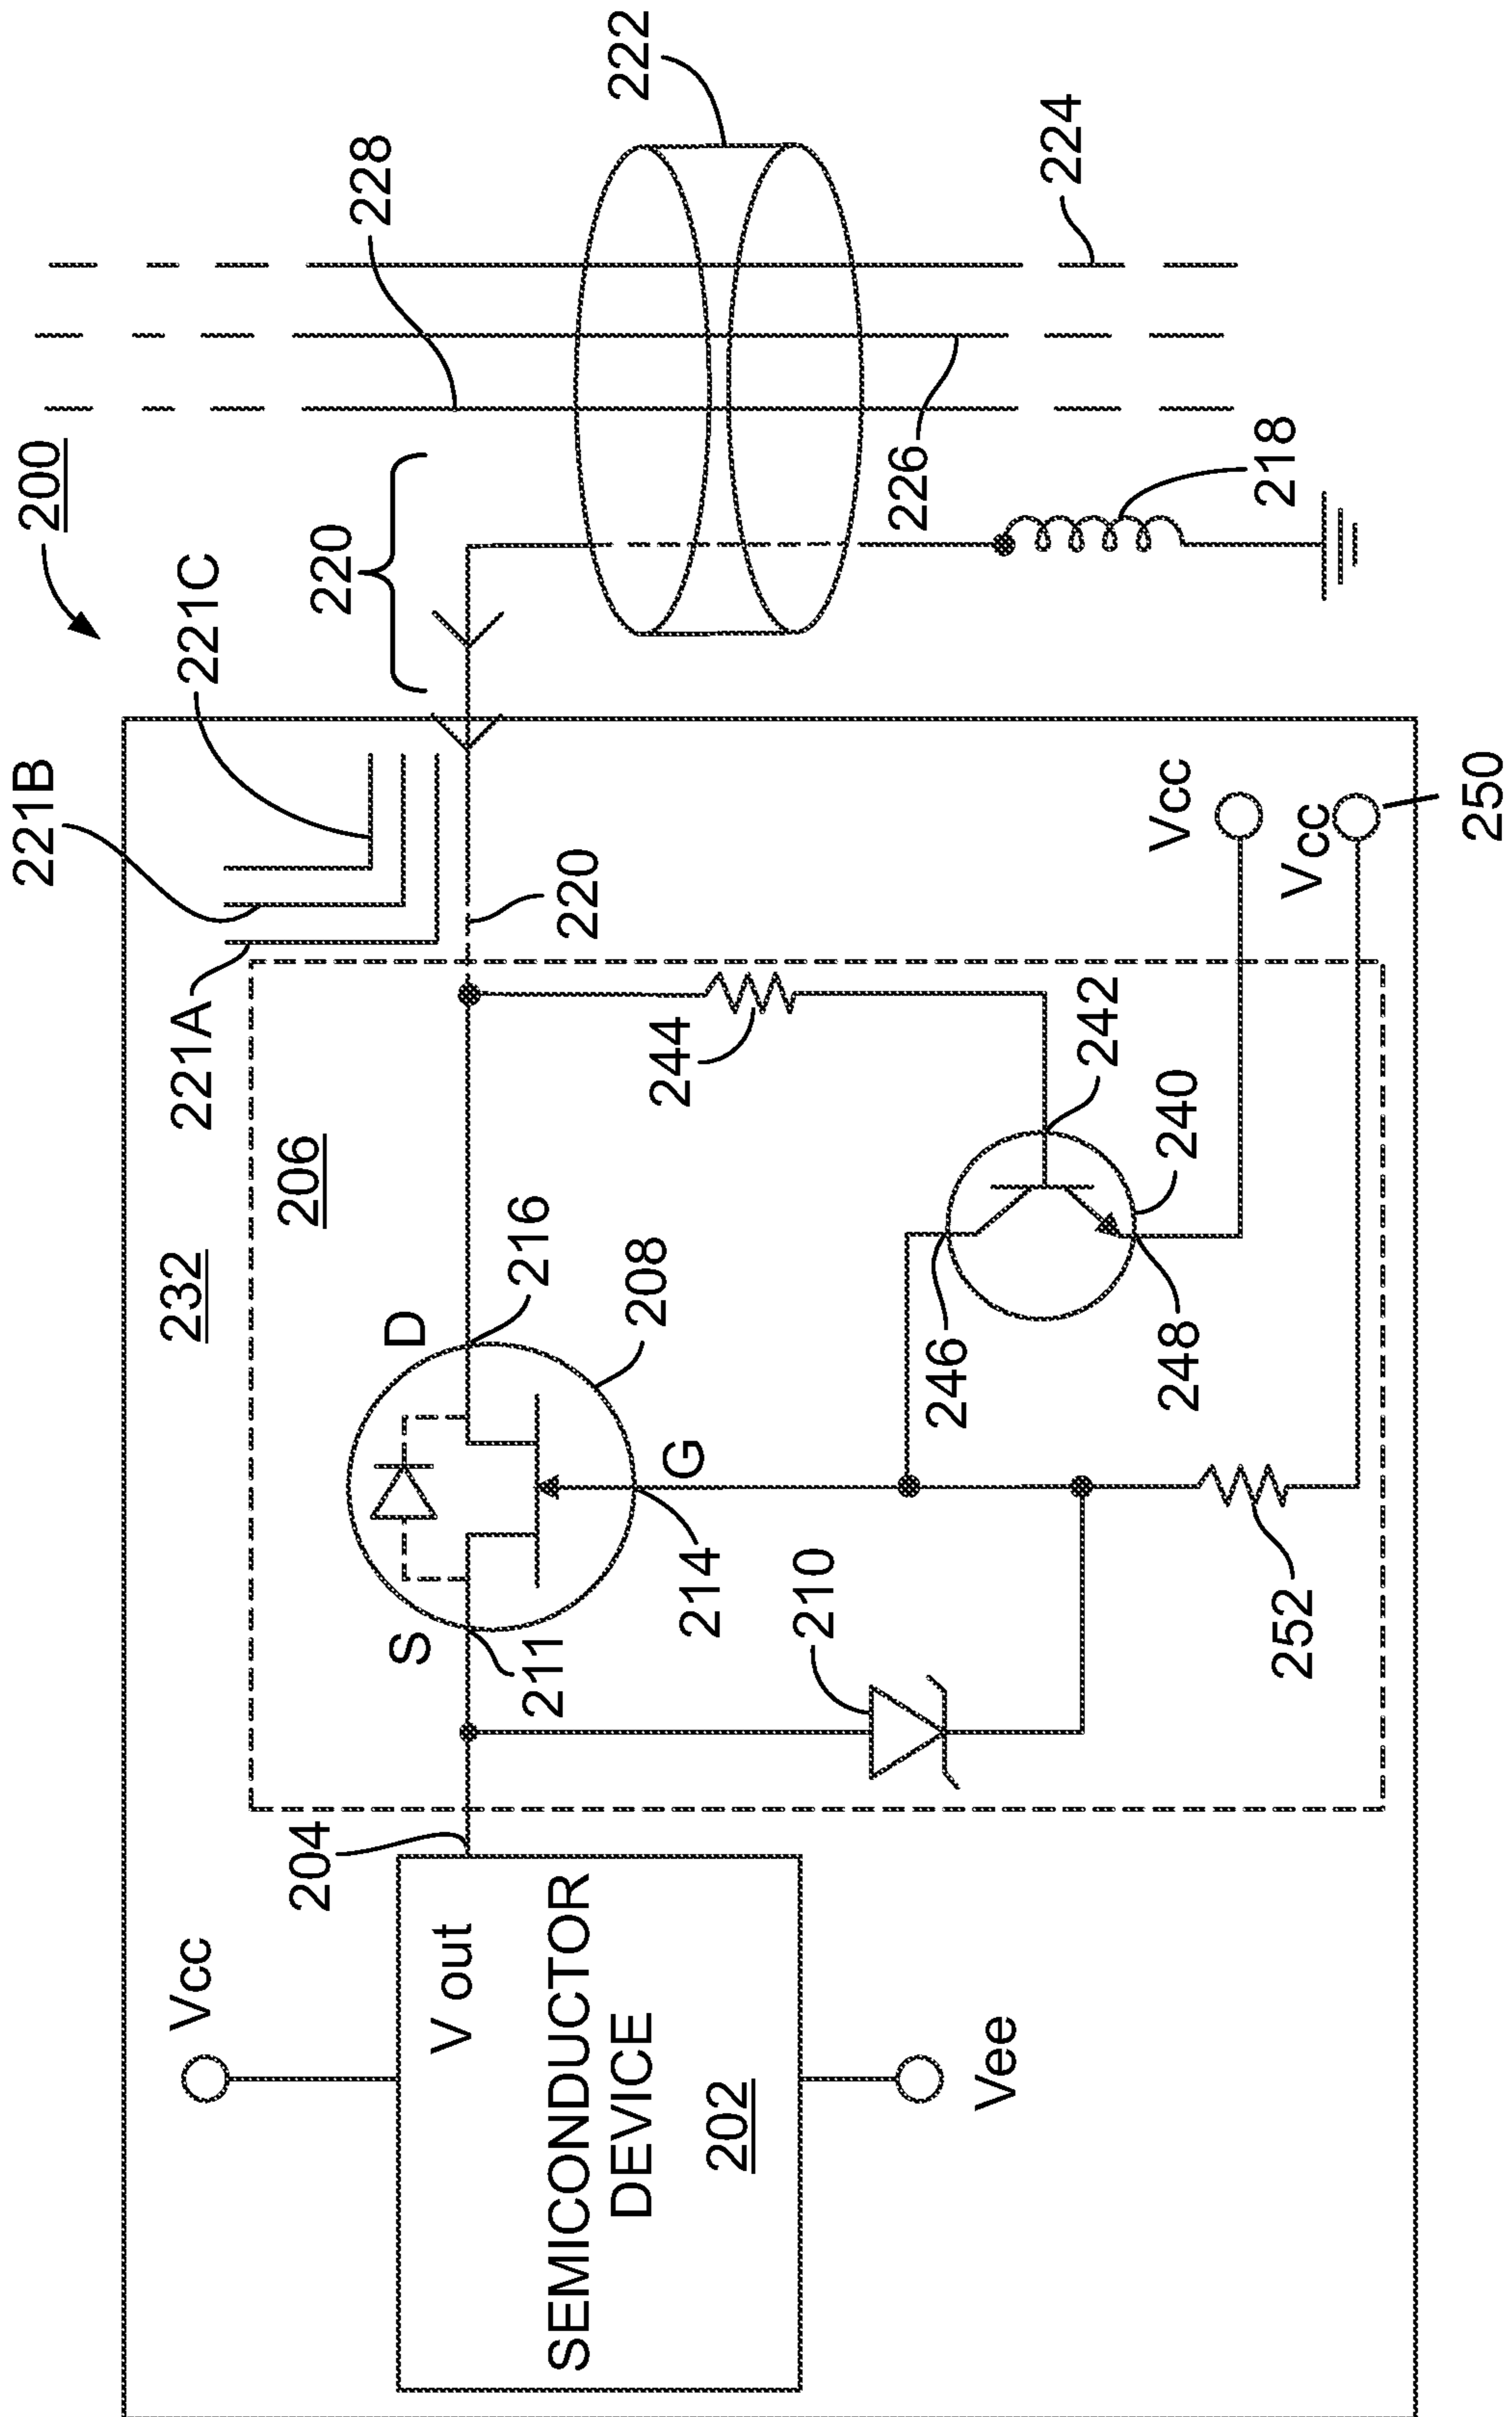 200
221B
221C
220
228
222
224
226
218
221A
232
206
220
216
D
208
S
211
G
214
244
242
240
246
248
Vcc
Vcc
250
210
252
204
Vcc
V out
SEMICONDUCTOR
DEVICE
202
Vee